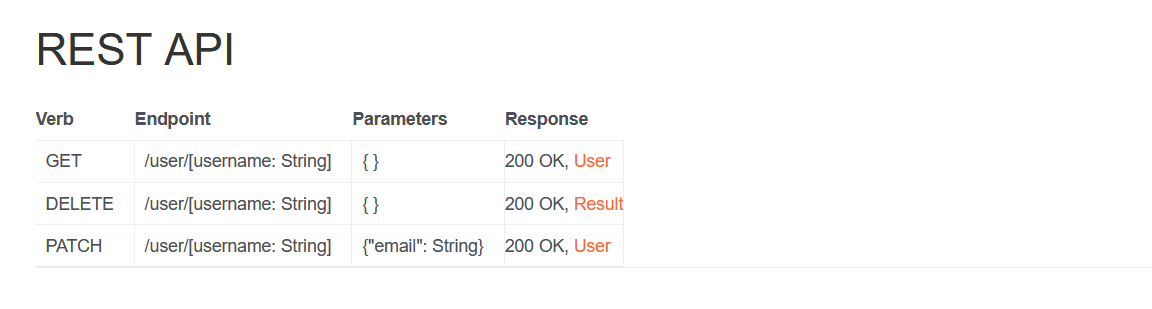 REST API
Verb Endpoint Parameters Response
GET /user/[username: String] { } 200 OK, User
DELETE /user/[username: String] { } 200 OK, Result
PATCH /user/[username: String] {"email": String} 200 OK, User